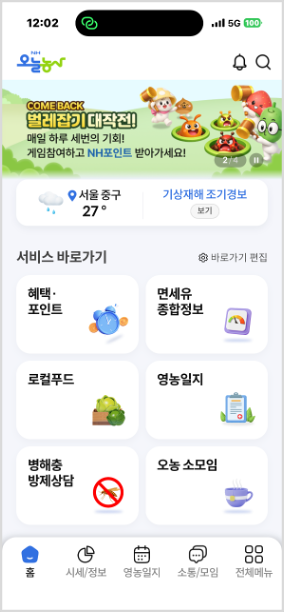 12:02
5G 100
NH
오늘농사
COME BACK
벌레잡기 대작전!
매일 하루 세번의 기회!
게임참여하고 NH포인트 받아가세요!
2 / 4
서울 중구
27 °
기상재해 조기경보
보기
서비스 바로가기
바로가기 편집
혜택·
포인트
면세유
종합정보
로컬푸드
영농일지
병해충
방제상담
오농 소모임
홈
시세/정보
영농일지
소통/모임
전체메뉴